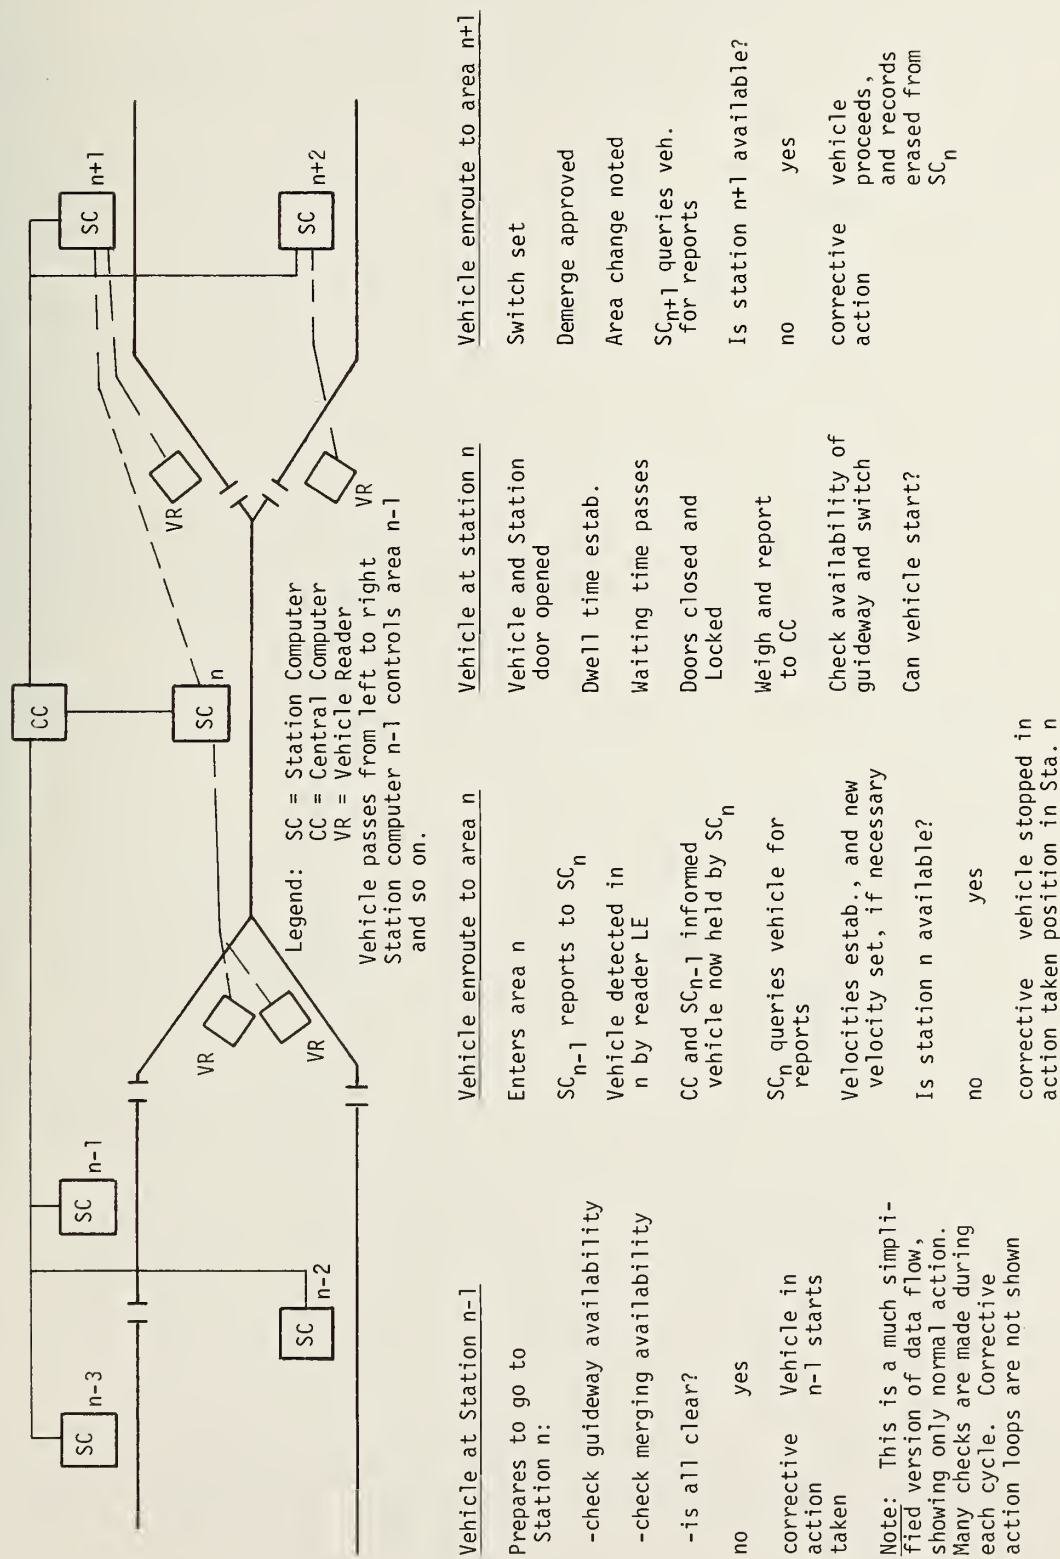 SC
n-3
SC
n-2
SC
n-1
VR
VR
CC
SC
n
VR
VR
SC
n+1
SC
n+2
Legend: SC = Station Computer
CC = Central Computer
VR = Vehicle Reader
Vehicle passes from left to right
Station computer n-1 controls area n-1
and so on.
Vehicle at Station n-1
Prepares to go to
Station n:
-check guideway availability
-check merging availability
-is all clear?
no yes
corrective Vehicle in
action n-1 starts
taken
Note: This is a much simpli-
fied version of data flow,
showing only normal action.
Many checks are made during
each cycle. Corrective
action loops are not shown
Vehicle enroute to area n
Enters area n
SCn-1 reports to SCn
Vehicle detected in
n by reader LE
CC and SCn-1 informed
vehicle now held by SCn
SCn queries vehicle for
reports
Velocities estab., and new
velocity set, if necessary
Is station n available?
no yes
corrective vehicle stopped in
action taken position in Sta. n
Vehicle at station n
Vehicle and Station
door opened
Dwell time estab.
Waiting time passes
Doors closed and
Locked
Weigh and report
to CC
Check availability of
guideway and switch
Can vehicle start?
Vehicle enroute to area n+1
Switch set
Demerge approved
Area change noted
SCn+1 queries veh.
for reports
Is station n+1 available?
no yes
corrective vehicle
action proceeds,
and records
erased from
SCn